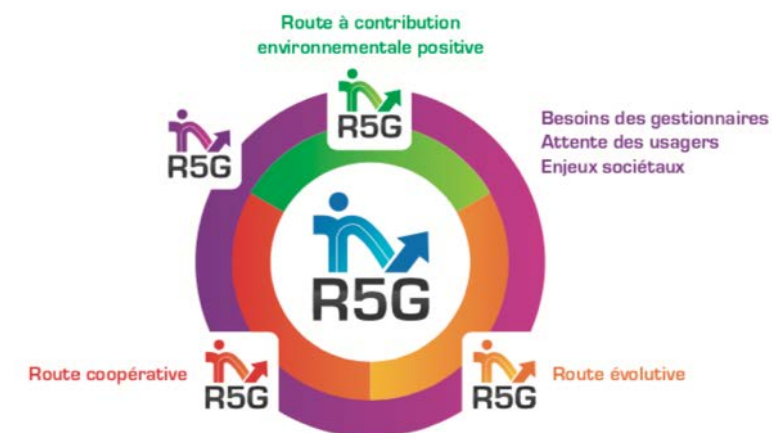 Route à contribution
environnementale positive
R5G
R5G
Besoins des gestionnaires
Attente des usagers
Enjeux sociétaux
R5G
Route coopérative
R5G
R5G
Route évolutive